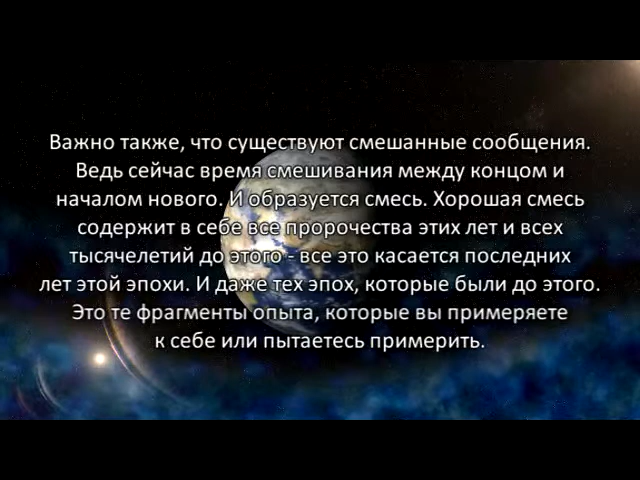 Важно также, что существуют смешанные сообщения.
Ведь сейчас время смешивания между концом и
началом нового. И образуется смесь. Хорошая смесь
содержит в себе все пророчества этих лет и всех
тысячелетий до этого - все это касается последних
лет этой эпохи. И даже тех эпох, которые были до этого.
Это те фрагменты опыта, которые вы примеряете
к себе или пытаетесь примерить.